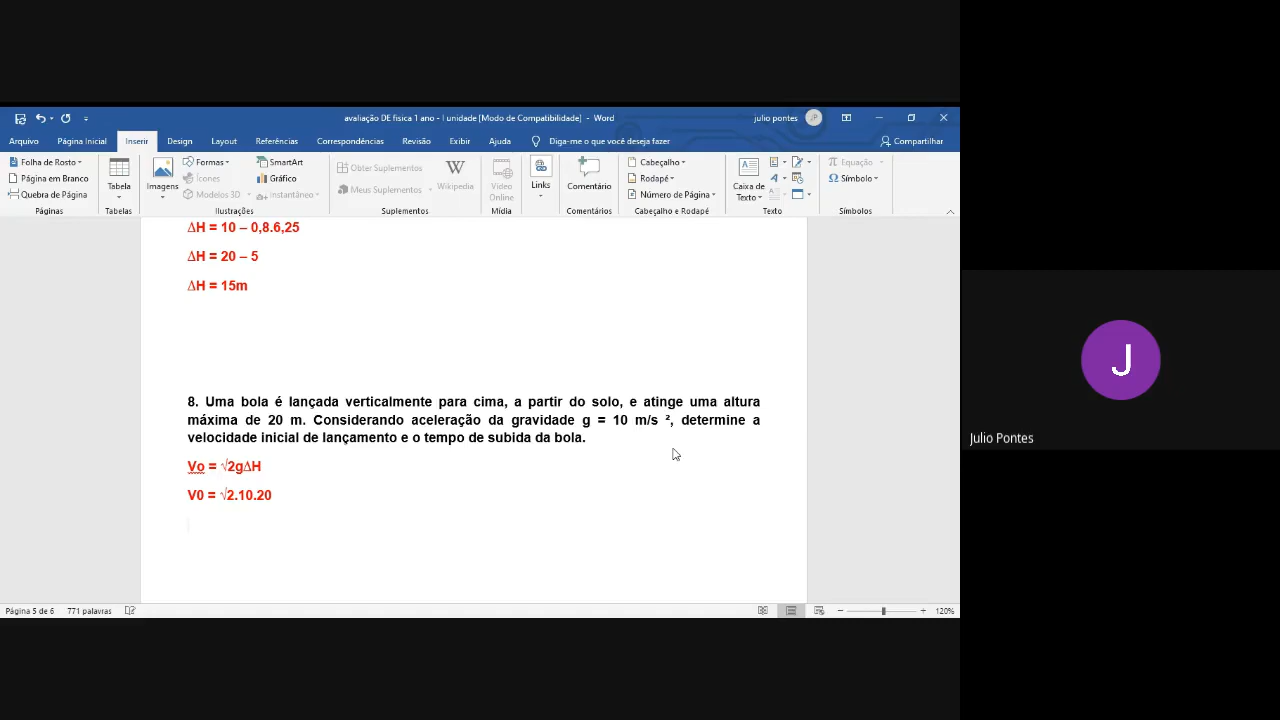 avaliação DE fisica 1 ano - I unidade [Modo de Compatibilidade] - Word
julio pontes
JP
Arquivo
Página Inicial
Inserir
Design
Layout
Referências
Correspondências
Revisão
Exibir
Ajuda
Diga-me o que você deseja fazer
Compartilhar
Folha de Rosto
Página em Branco
Quebra de Página
Páginas
Tabela
Tabelas
Imagens
Formas
Ícones
Modelos 3D
SmartArt
Gráfico
Instantâneo
Ilustrações
Obter Suplementos
Meus Suplementos
Wikipedia
Suplementos
Vídeo Online
Mídia
Links
Comentário
Comentários
Cabeçalho
Rodapé
Número de Página
Cabeçalho e Rodapé
Caixa de Texto
Texto
Equação
Símbolo
Símbolos
∆H = 10 – 0,8.6,25
∆H = 20 – 5
∆H = 15m
8. Uma bola é lançada verticalmente para cima, a partir do solo, e atinge uma altura
máxima de 20 m. Considerando aceleração da gravidade g = 10 m/s ², determine a
velocidade inicial de lançamento e o tempo de subida da bola.
Vo = √2g∆H
V0 = √2.10.20
Página 5 de 6
771 palavras
120%
J
Julio Pontes